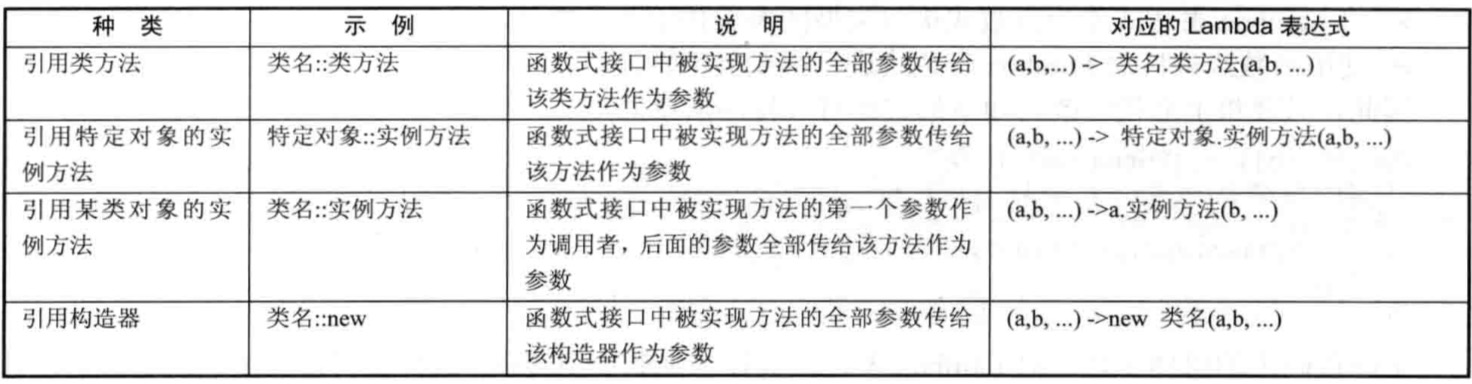 种 类 示 例 说 明 对应的 Lambda 表达式
引用类方法 类名::类方法 函数式接口中被实现方法的全部参数传给 (a,b,...) -> 类名.类方法(a,b, ...)
该类方法作为参数
引用特定对象的实 特定对象::实例方法 函数式接口中被实现方法的全部参数传给 (a,b, ...) -> 特定对象.实例方法(a,b, ...)
例方法 该方法作为参数
引用某类对象的实 类名::实例方法 函数式接口中被实现方法的第一个参数作 (a,b, ...) ->a.实例方法(b, ...)
例方法 为调用者，后面的参数全部传给该方法作为
参数
引用构造器 类名::new 函数式接口中被实现方法的全部参数传给 (a,b, ...) ->new 类名(a,b, ...)
该构造器作为参数